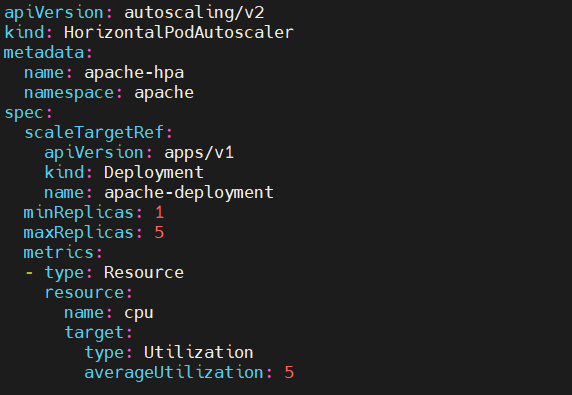 apiVersion: autoscaling/v2
kind: HorizontalPodAutoscaler
metadata:
  name: apache-hpa
  namespace: apache
spec:
  scaleTargetRef:
    apiVersion: apps/v1
    kind: Deployment
    name: apache-deployment
  minReplicas: 1
  maxReplicas: 5
  metrics:
  - type: Resource
    resource:
      name: cpu
      target:
        type: Utilization
        averageUtilization: 5